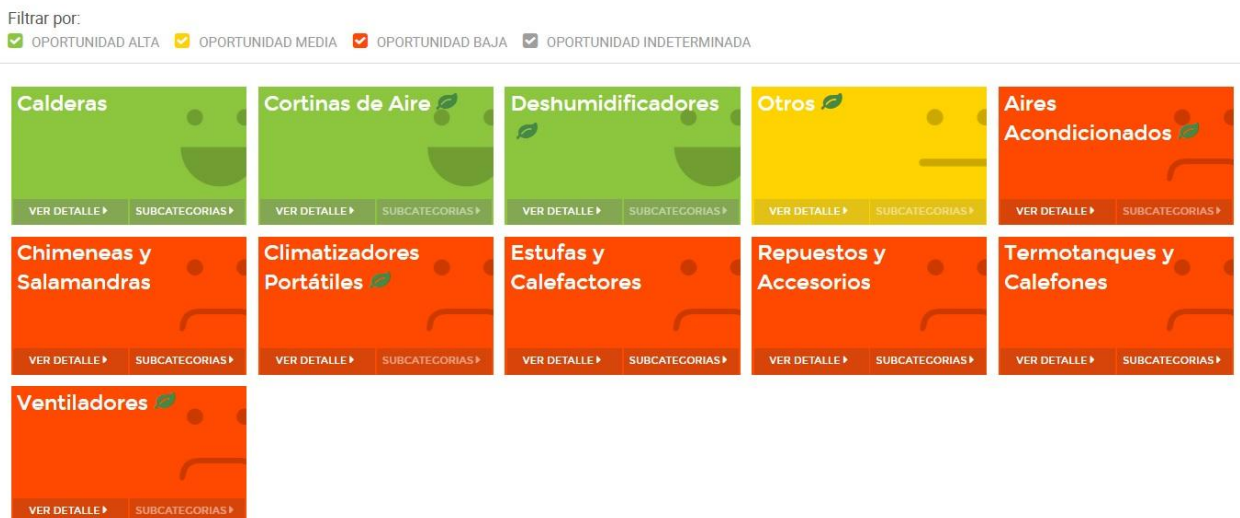 Filtrar por:
OPORTUNIDAD ALTA OPORTUNIDAD MEDIA OPORTUNIDAD BAJA OPORTUNIDAD INDETERMINADA
Calderas
VER DETALLE SUBCATEGORIAS
Cortinas de Aire
VER DETALLE SUBCATEGORIAS
Deshumidificadores
VER DETALLE SUBCATEGORIAS
Otros
VER DETALLE SUBCATEGORIAS
Aires
Acondicionados
VER DETALLE SUBCATEGORIAS
Chimeneas y
Salamandras
VER DETALLE SUBCATEGORIAS
Climatizadores
Portátiles
VER DETALLE SUBCATEGORIAS
Estufas y
Calefactores
VER DETALLE SUBCATEGORIAS
Repuestos y
Accesorios
VER DETALLE SUBCATEGORIAS
Termotanques y
Calefones
VER DETALLE SUBCATEGORIAS
Ventiladores
VER DETALLE SUBCATEGORIAS